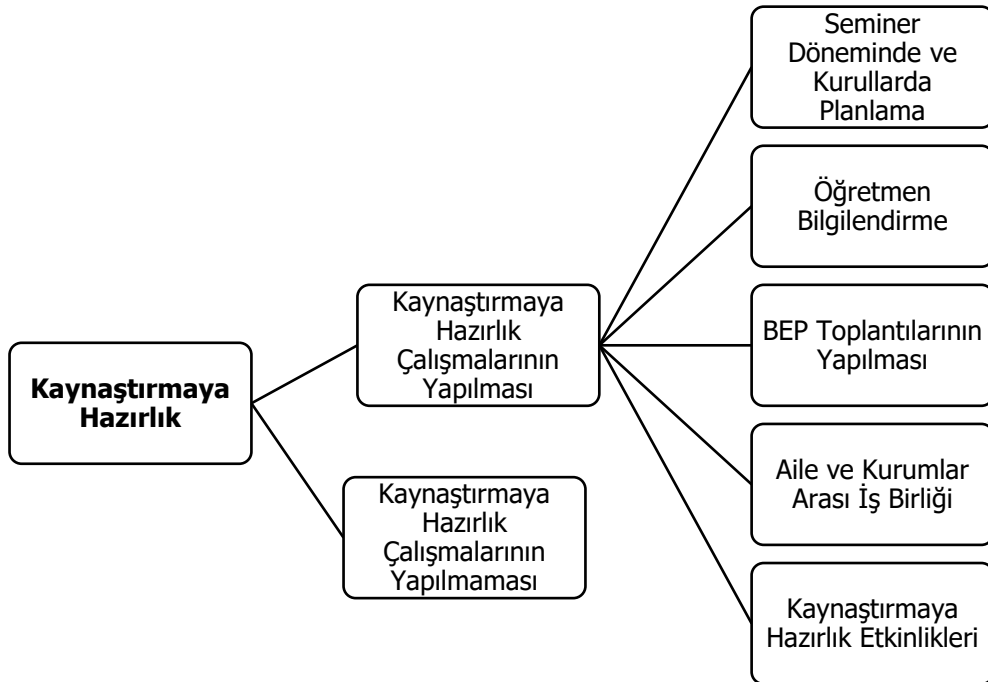 Kaynaştırmaya
Hazırlık
Kaynaştırmaya
Hazırlık
Çalışmalarının
Yapılması
Kaynaştırmaya
Hazırlık
Çalışmalarının
Yapılmaması
Seminer
Döneminde ve
Kurullarda
Planlama
Öğretmen
Bilgilendirme
BEP Toplantılarının
Yapılması
Aile ve Kurumlar
Arası İş Birliği
Kaynaştırmaya
Hazırlık Etkinlikleri